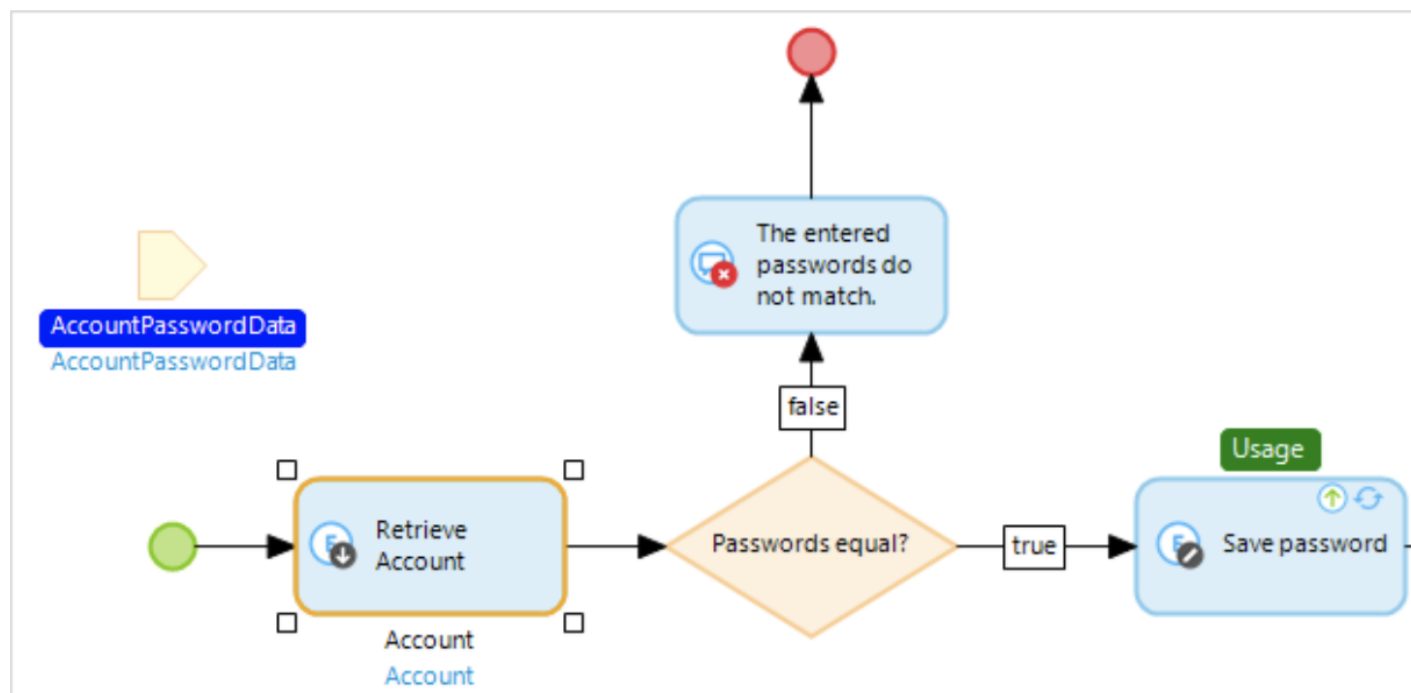 The entered
passwords do
not match.
AccountPasswordData
AccountPasswordData
false
Usage
Retrieve
Account
Passwords equal?
true
Save password
Account
Account